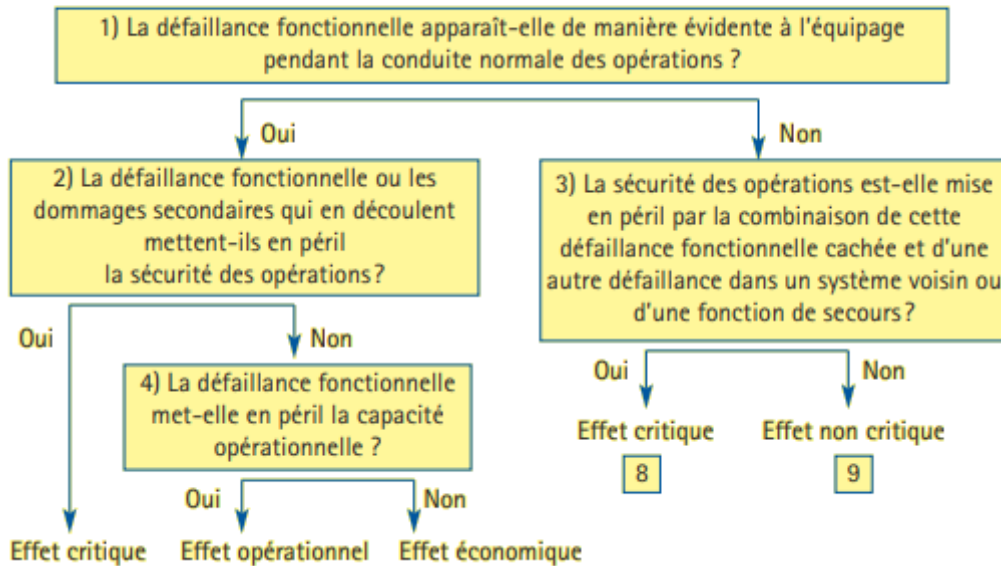 1) La défaillance fonctionnelle apparaît-elle de manière évidente à l'équipage
pendant la conduite normale des opérations ?
Oui
Non
2) La défaillance fonctionnelle ou les
dommages secondaires qui en découlent
mettent-ils en péril
la sécurité des opérations ?
3) La sécurité des opérations est-elle mise
en péril par la combinaison de cette
défaillance fonctionnelle cachée et d'une
autre défaillance dans un système voisin ou
d'une fonction de secours ?
Oui
Non
4) La défaillance fonctionnelle
met-elle en péril la capacité
opérationnelle ?
Oui
Non
Effet critique
Effet non critique
8
9
Oui
Non
Effet critique
Effet opérationnel
Effet économique